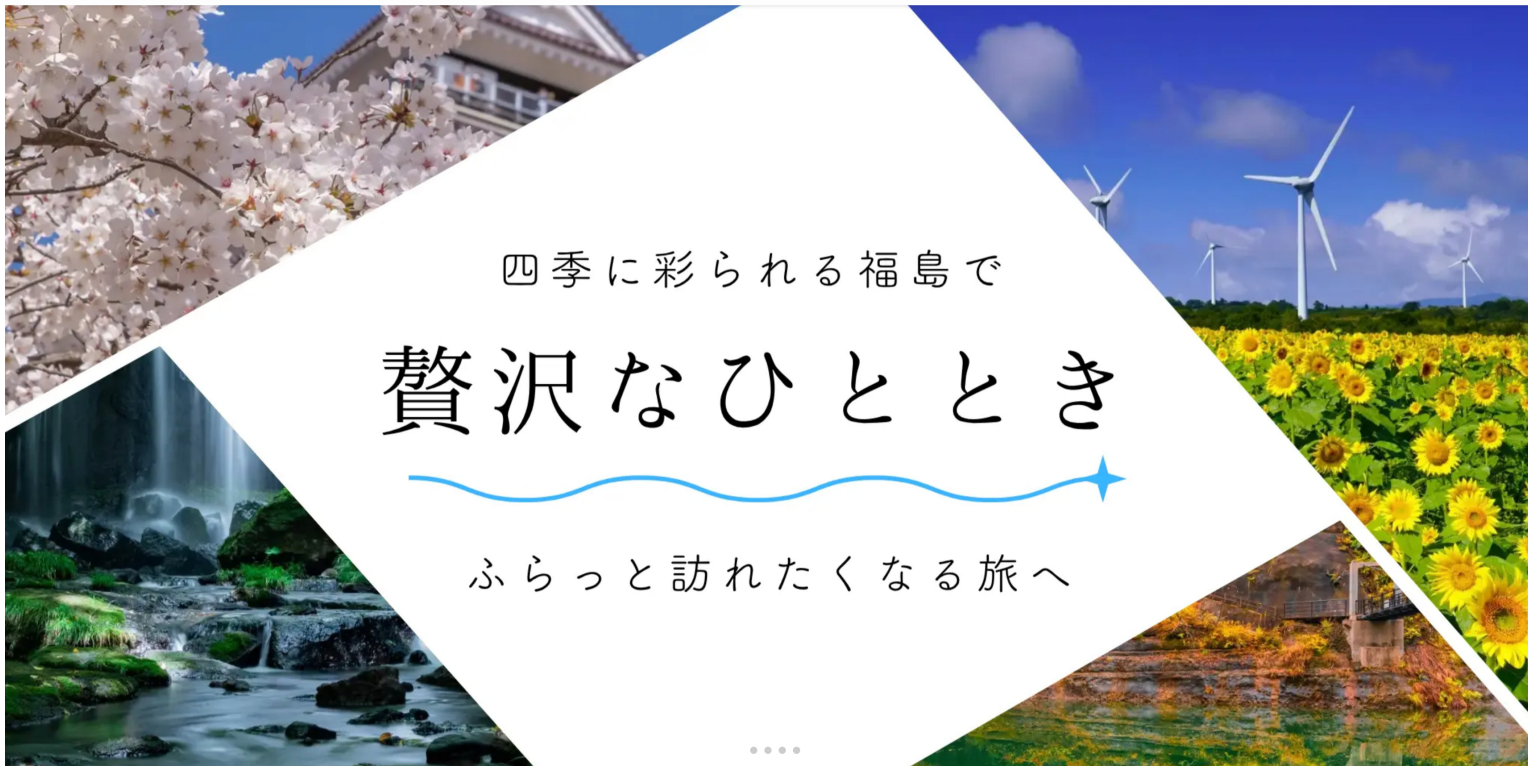 四季に彩られる福島で
贅沢なひととき
ふらっと訪れたくなる旅へ